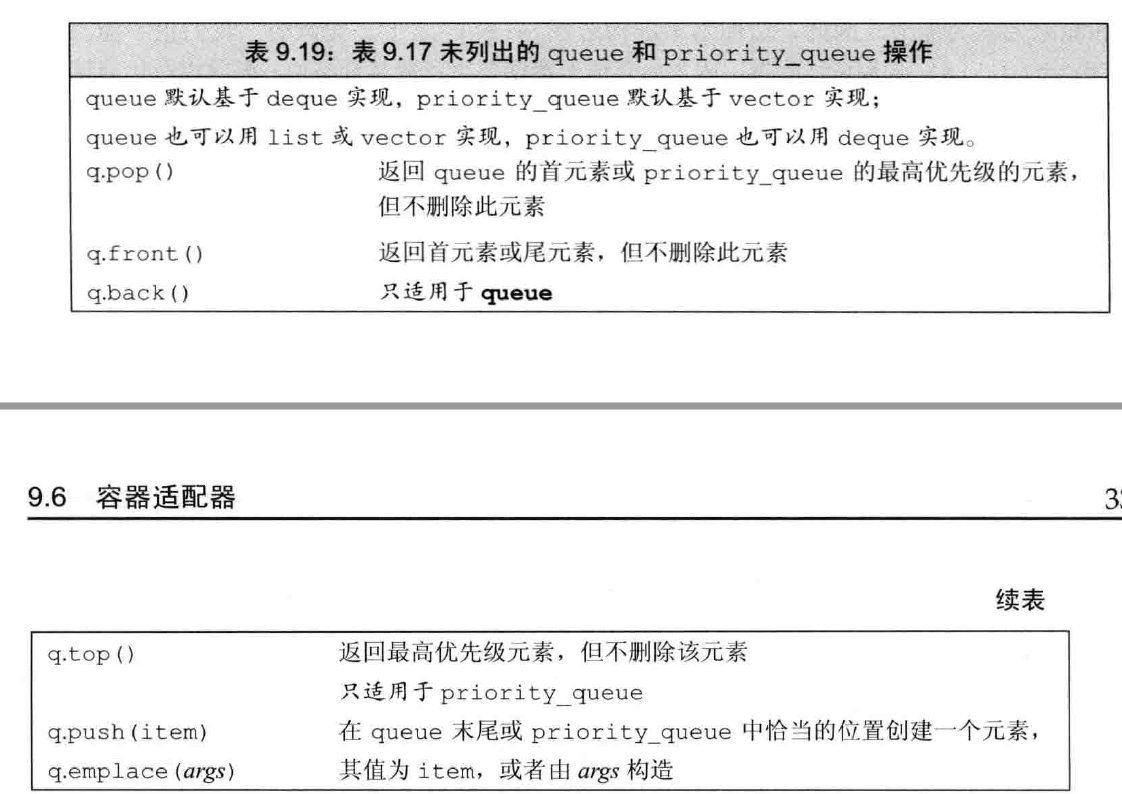 表 9.19：表 9.17 未列出的 queue 和 priority_queue 操作
queue 默认基于 deque 实现，priority_queue 默认基于 vector 实现；
queue 也可以用 list 或 vector 实现，priority_queue 也可以用 deque 实现。
q.pop() 返回 queue 的首元素或 priority_queue 的最高优先级的元素，
但不删除此元素
q.front() 返回首元素或尾元素，但不删除此元素
q.back() 只适用于 queue
9.6 容器适配器
续表
q.top() 返回最高优先级元素，但不删除该元素
只适用于 priority_queue
q.push(item) 在 queue 末尾或 priority_queue 中恰当的位置创建一个元素，
q.emplace(args) 其值为 item，或者由 args 构造